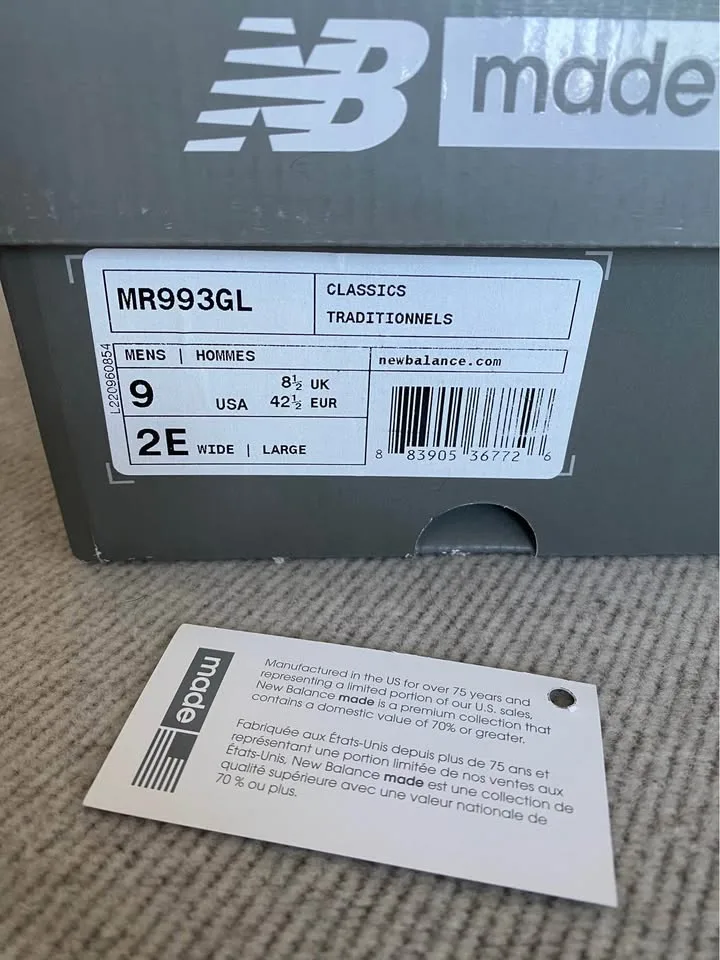 NB made
MR993GL
CLASSICS
TRADITIONNELS
L220960854
MENS | HOMMES
9 USA
8½ UK
42½ EUR
2E WIDE | LARGE
newbalance.com
8 83905 36772 6
made
Manufactured in the US for over 75 years and
representing a limited portion of our U.S. sales,
New Balance made is a premium collection that
contains a domestic value of 70% or greater.
Fabriquée aux États-Unis depuis plus de 75 ans et
représentant une portion limitée de nos ventes aux
États-Unis, New Balance made est une collection de
qualité supérieure avec une valeur nationale de
70 % ou plus.